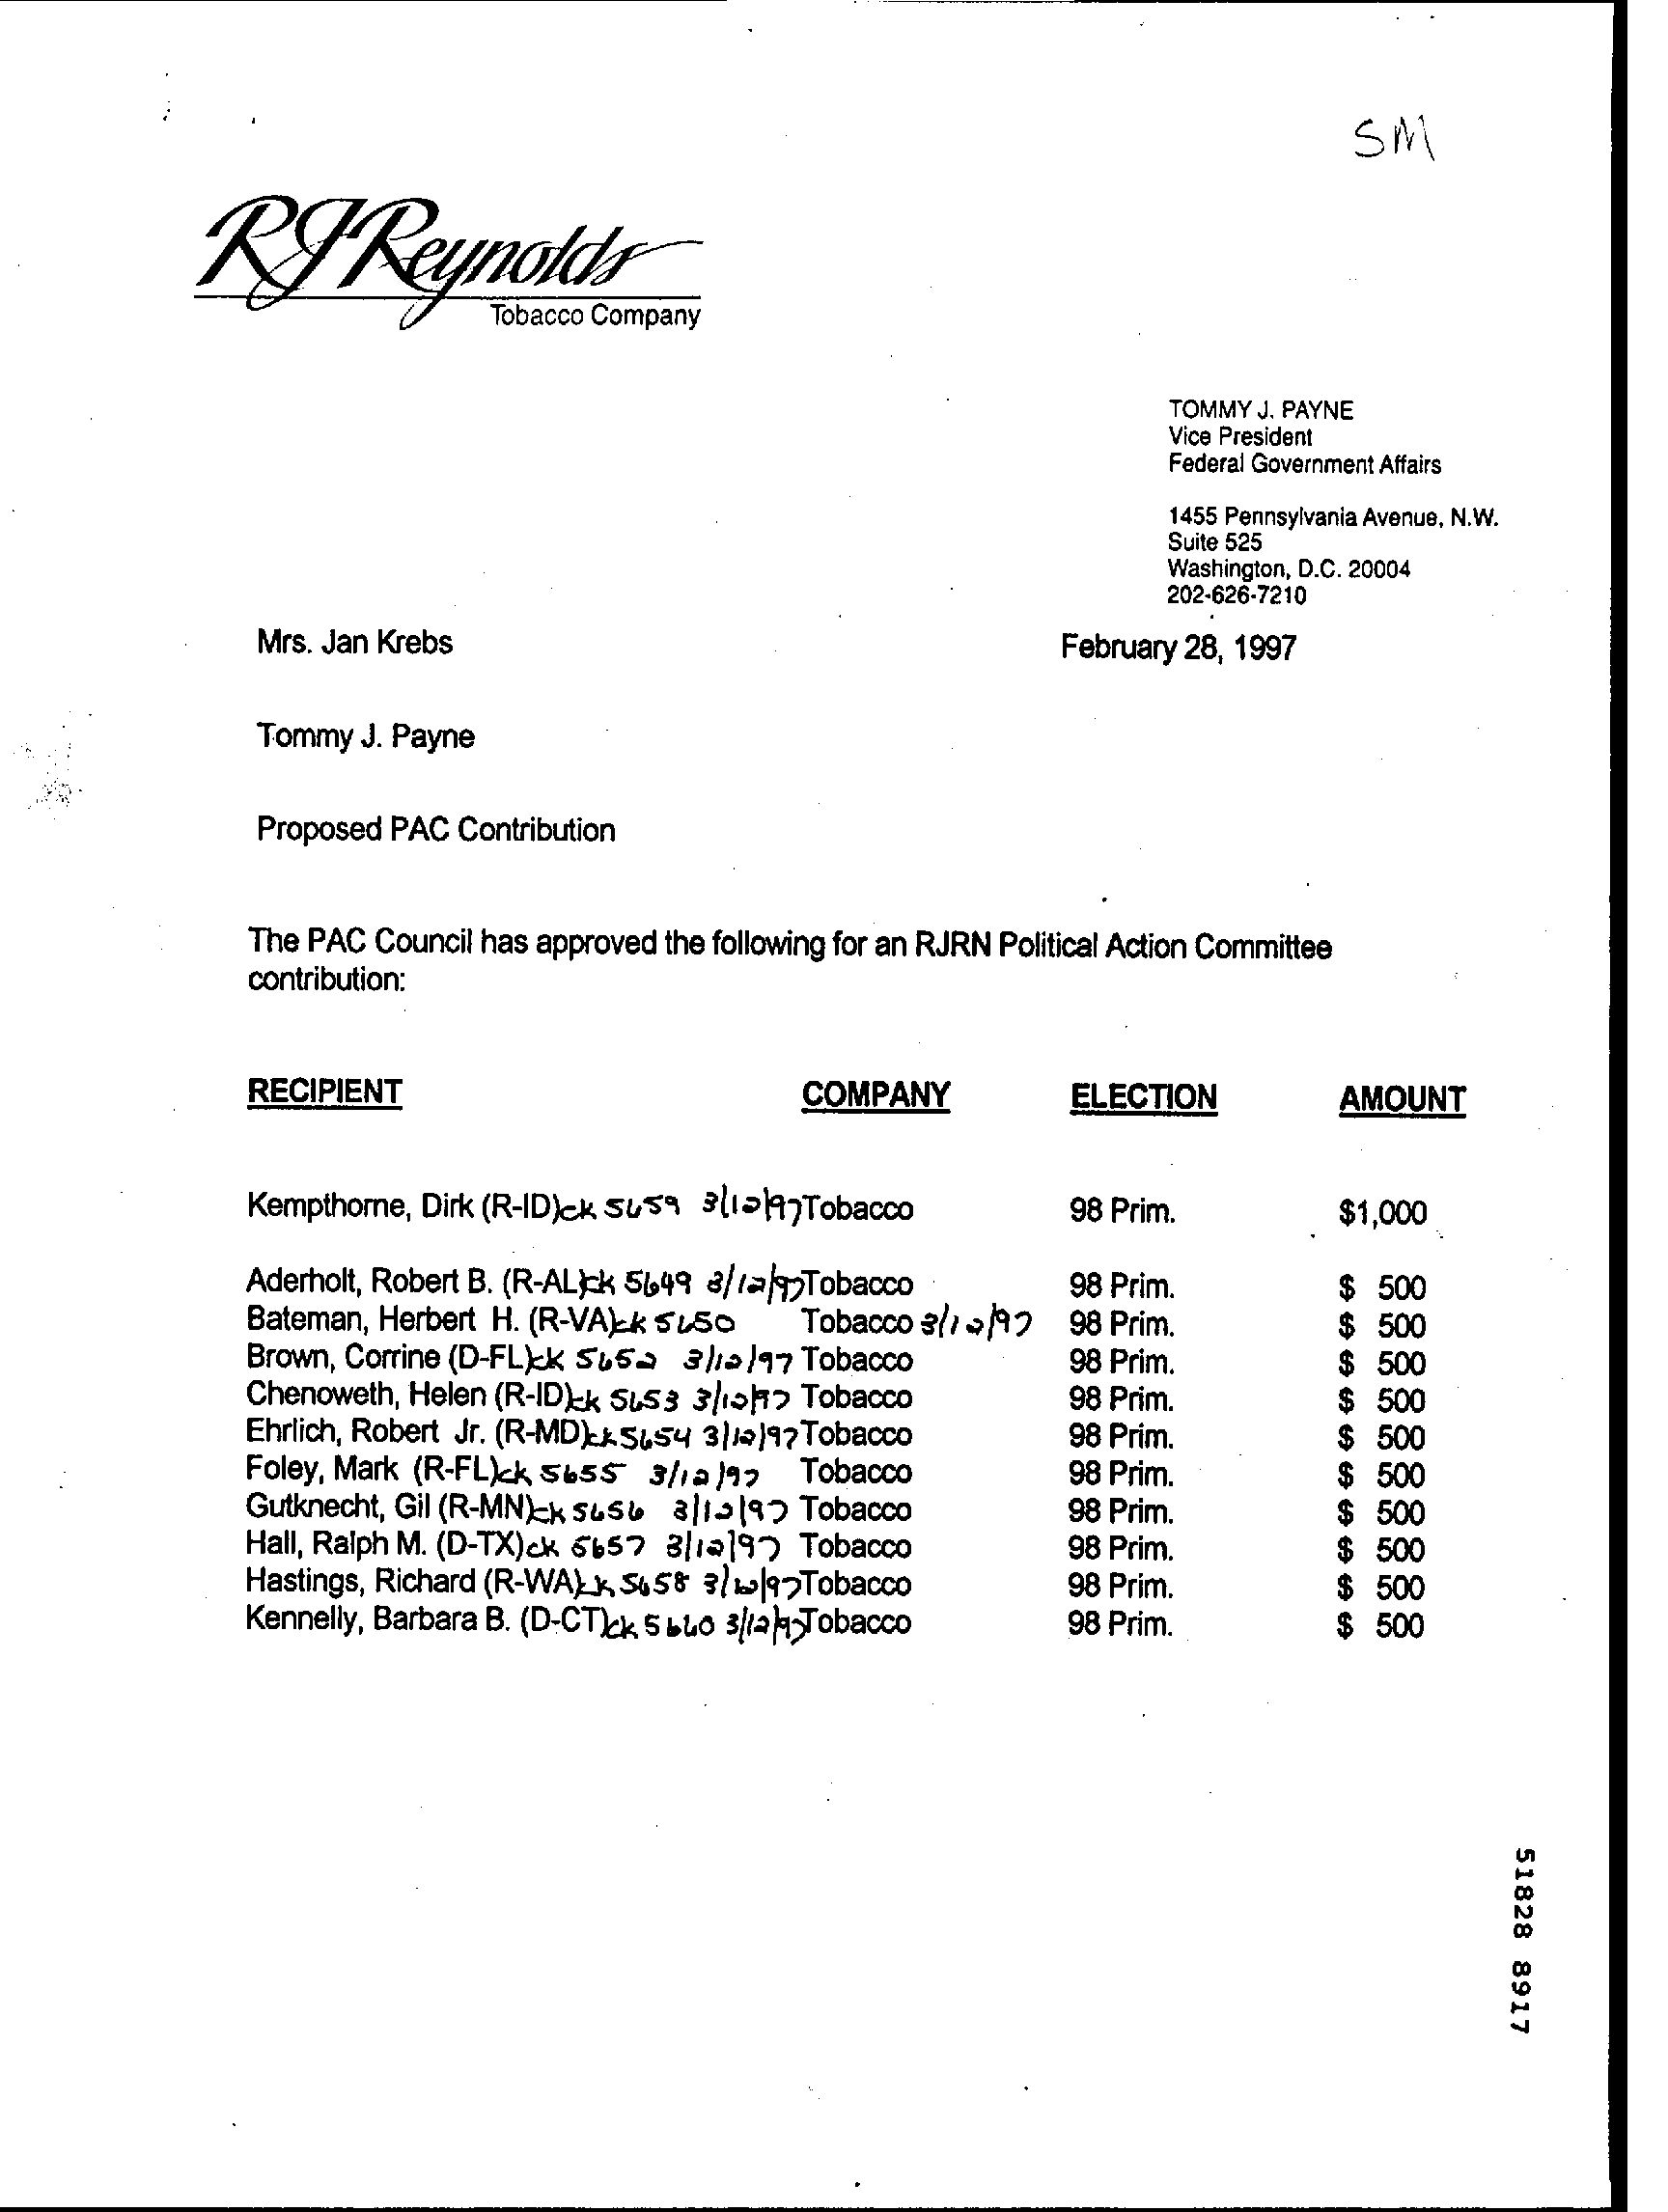 SM
RJReynolds
Tobacco Company
TOMMY J. PAYNE
Vice President
Federal Government Affairs
1455 Pennsylvania Avenue, N.W.
Suite 525
Washington, D.C. 20004
202-626-7210
Mrs. Jan Krebs February 28, 1997
Tommy J. Payne
Proposed PAC Contribution
The PAC Council has approved the following for an RJRN Political Action Committee
contribution:
RECIPIENT COMPANY ELECTION AMOUNT
Kempthorne, Dirk (R-ID) ck 5659 3/12/97 Tobacco 98 Prim. $1,000
Aderholt, Robert B. (R-AL) ck 5649 3/12/97 Tobacco 98 Prim. $ 500
Bateman, Herbert H. (R-VA) ck 5650 Tobacco 3/12/97 98 Prim. $ 500
Brown, Corrine (D-FL) ck 5652 3/12/97 Tobacco 98 Prim. $ 500
Chenoweth, Helen (R-ID) ck 5653 3/12/97 Tobacco 98 Prim. $ 500
Ehrlich, Robert Jr. (R-MD) ck 5654 3/12/97 Tobacco 98 Prim. $ 500
Foley, Mark (R-FL) ck 5655 3/12/97 Tobacco 98 Prim. $ 500
Gutknecht, Gil (R-MN) ck 5656 3/12/97 Tobacco 98 Prim. $ 500
Hall, Ralph M. (D-TX) ck 5657 3/12/97 Tobacco 98 Prim. $ 500
Hastings, Richard (R-WA) ck 5658 3/12/97 Tobacco 98 Prim. $ 500
Kennelly, Barbara B. (D-CT) ck 5660 3/12/97 Tobacco 98 Prim. $ 500
51828 8917